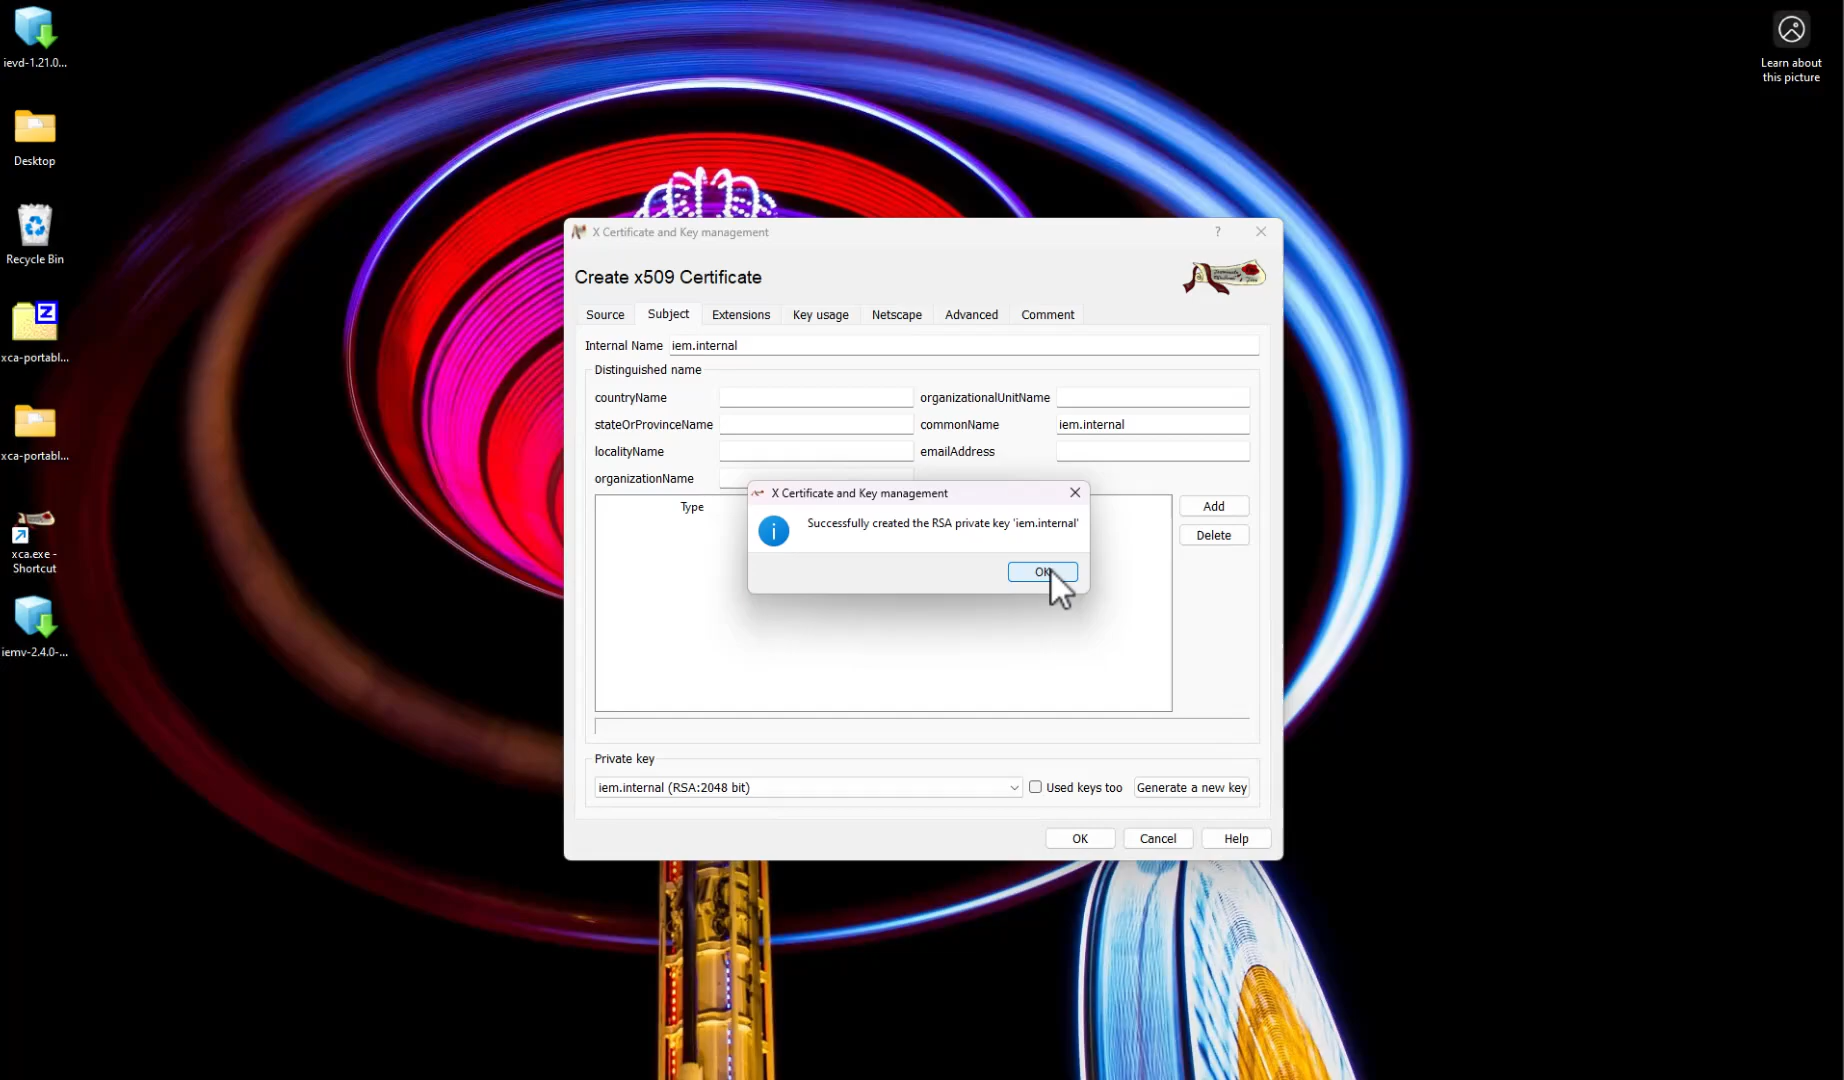 ievd-1.21.0...
Desktop
Recycle Bin
xca-portabl...
xca-portabl...
xca.exe -
Shortcut
iemv-2.4.0-...
Learn about
this picture
X Certificate and Key management
?
Create x509 Certificate
Source Subject Extensions Key usage Netscape Advanced Comment
Internal Name iem.internal
Distinguished name
countryName organizationalUnitName
stateOrProvinceName commonName iem.internal
localityName emailAddress
organizationName
Type
Add
Delete
X Certificate and Key management
i Successfully created the RSA private key 'iem.internal'
OK
Private key
iem.internal (RSA:2048 bit) Used keys too Generate a new key
OK Cancel Help